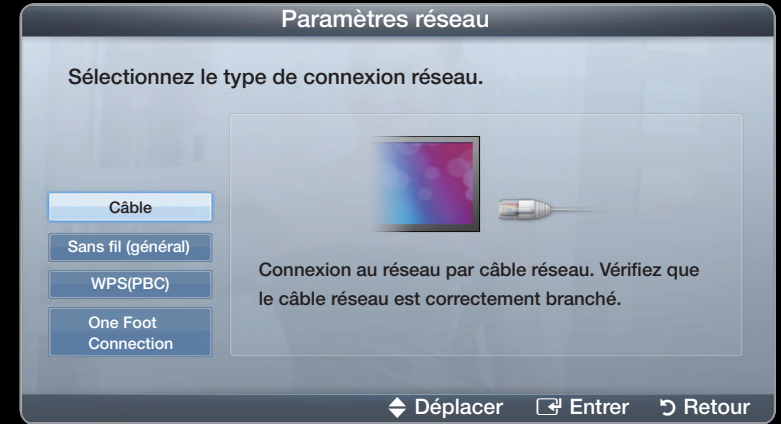 Paramètres réseau
Sélectionnez le type de connexion réseau.
Câble
Sans fil (général)
WPS(PBC)
One Foot
Connection
Connexion au réseau par câble réseau. Vérifiez que
le câble réseau est correctement branché.
Déplacer Entrer Retour